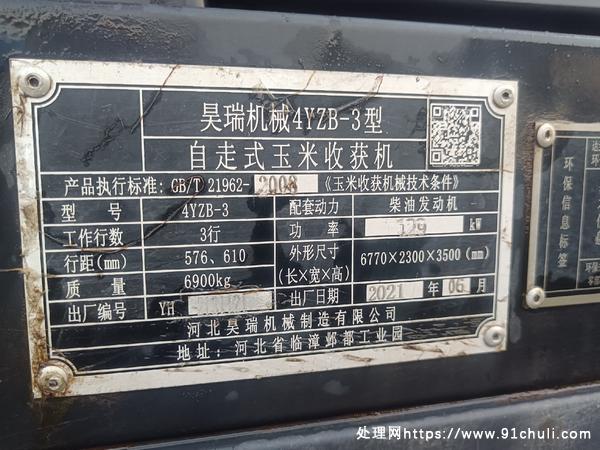 昊瑞机械4YZB-3型
自走式玉米收获机
产品执行标准: GB/T 21962-2008 《玉米收获机械技术条件》
型号 4YZB-3 配套动力 柴油发动机
工作行数 3行 功率 129 kW
行距(mm) 576、610 外形尺寸(长×宽×高) 6770×2300×3500(mm)
质量 6900kg
出厂编号 YH 出厂日期 2021 年 06 月
河北昊瑞机械制造有限公司
地址: 河北省临漳邺都工业园
环保信息标签
处理网https://www.91chuli.com/